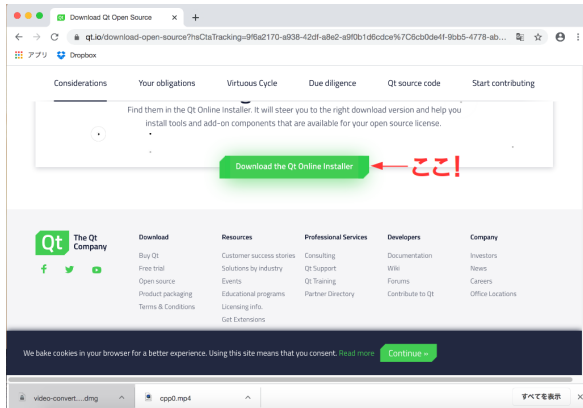 Download Qt Open Source
qt.io/download-open-source?hsCtaTracking=9f6a2170-a938-42df-a8e2-a9f0b1d6cdce%7C6cb0de4f-9bb5-4778-ab...
アプリ Dropbox
Considerations Your obligations Virtuous Cycle Due diligence Qt source code Start contributing
Find them in the Qt Online Installer. It will steer you to the right download version and help you
install tools and add-on components that are available for your open source license.
Download the Qt Online Installer ここ!
Qt The Qt Company
Download
Buy Qt
Free trial
Open source
Product packaging
Terms & Conditions
Resources
Customer success stories
Solutions by industry
Events
Educational programs
Licensing info.
Get Extensions
Professional Services
Consulting
Qt Support
Qt Training
Partner Directory
Developers
Documentation
Wiki
Forums
Contribute to Qt
Company
Investors
News
Careers
Office Locations
We bake cookies in your browser for a better experience. Using this site means that you consent. Read more Continue »
video-convert....dmg cpp0.mp4 すべてを表示